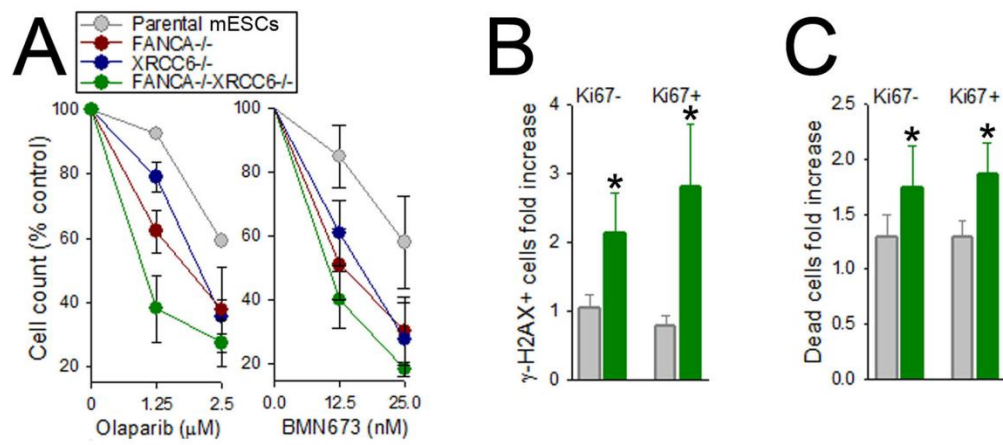 A
Parental mESCs
FANCA-/-
XRCC6-/-
FANCA-/-XRCC6-/-
Cell count (% control)
100
80
60
40
20
0 1.25 2.5
Olaparib (μM)
100
80
60
40
20
0.0 12.5 25.0
BMN673 (nM)
B
Ki67- Ki67+
γ-H2AX+ cells fold increase
4
3
2
1
0
* *
C
Ki67- Ki67+
Dead cells fold increase
2.5
2.0
1.5
1.0
0.5
0.0
* *